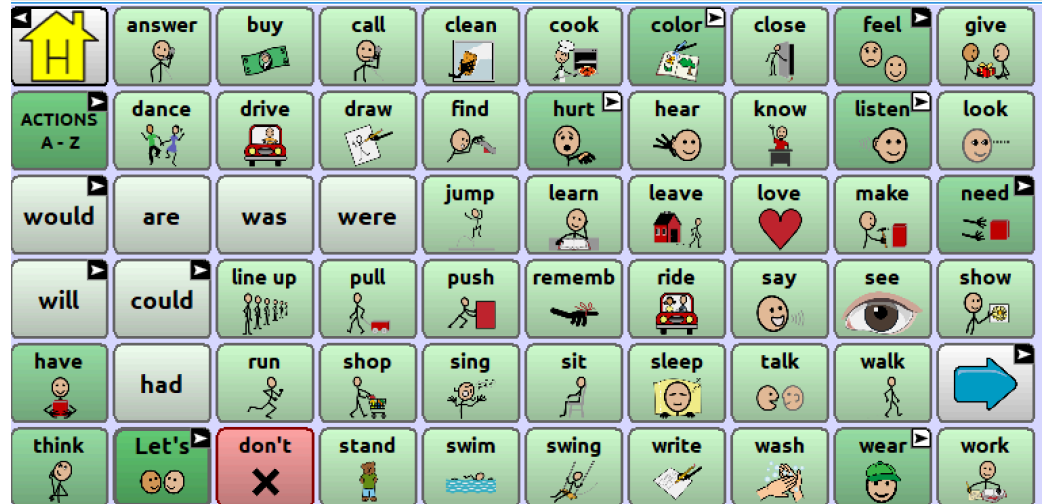 H answer buy call clean cook color close feel give
ACTIONS
A - Z
dance drive draw find hurt hear know listen look
would are was were jump learn leave love make need
will could line up pull push rememb ride say see show
have had run shop sing sit sleep talk walk
think Let's don't stand swim swing write wash wear work